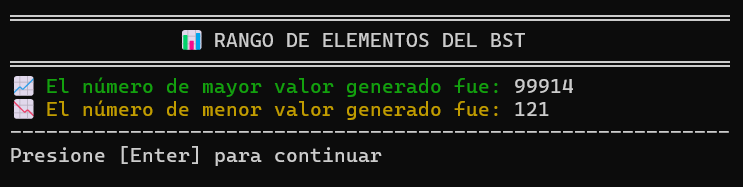 RANGO DE ELEMENTOS DEL BST
El número de mayor valor generado fue: 99914
El número de menor valor generado fue: 121
Presione [Enter] para continuar